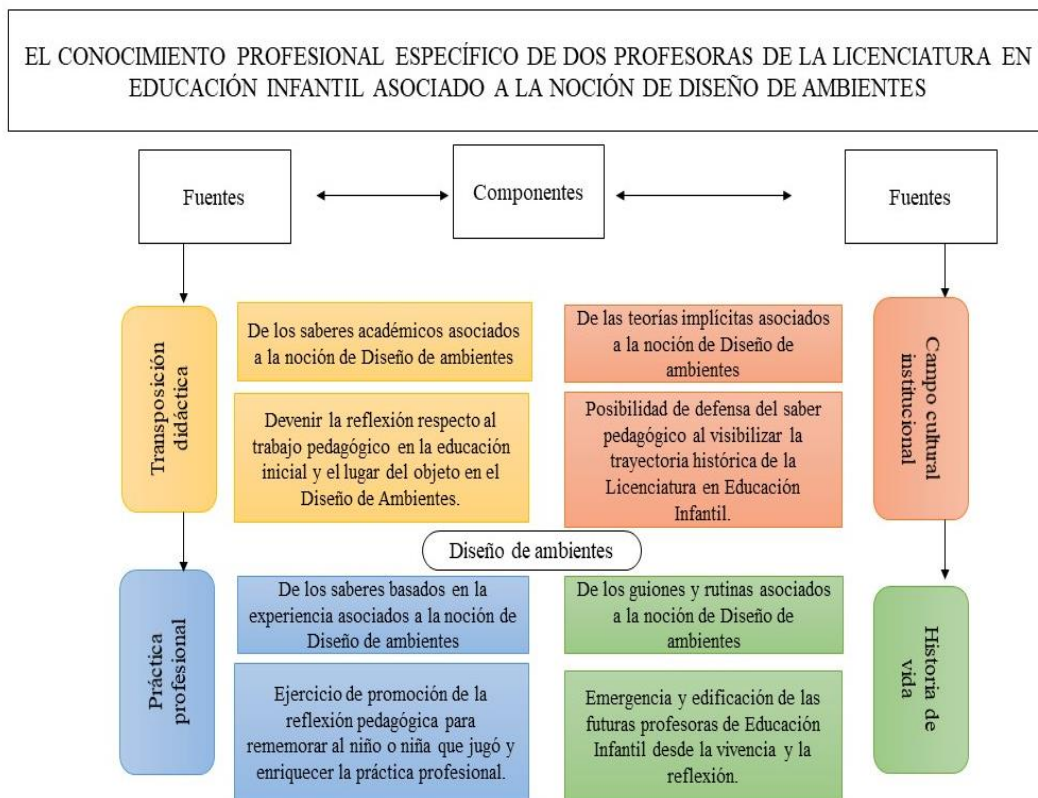 EL CONOCIMIENTO PROFESIONAL ESPECÍFICO DE DOS PROFESORAS DE LA LICENCIATURA EN
EDUCACIÓN INFANTIL ASOCIADO A LA NOCIÓN DE DISEÑO DE AMBIENTES
Fuentes
Componentes
Fuentes
Transposición
didáctica
De los saberes académicos asociados
a la noción de Diseño de ambientes
Devenir la reflexión respecto al
trabajo pedagógico en la educación
inicial y el lugar del objeto en el
Diseño de Ambientes.
De las teorías implícitas asociados
a la noción de Diseño de
ambientes
Posibilidad de defensa del saber
pedagógico al visibilizar la
trayectoria histórica de la
Licenciatura en Educación
Infantil.
Campo cultural
institucional
Diseño de ambientes
Práctica
profesional
De los saberes basados en la
experiencia asociados a la noción de
Diseño de ambientes
Ejercicio de promoción de la
reflexión pedagógica para
rememorar al niño o niña que jugó y
enriquecer la práctica profesional.
De los guiones y rutinas asociados
a la noción de Diseño de
ambientes
Emergencia y edificación de las
futuras profesoras de Educación
Infantil desde la vivencia y la
reflexión.
Historia de
vida